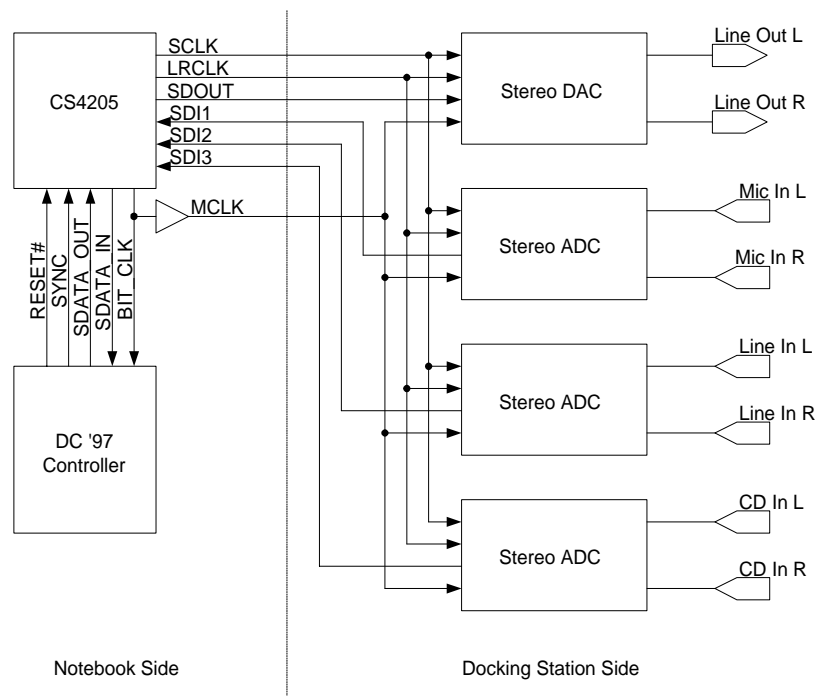 CS4205
SCLK
LRCLK
SDOUT
SDI1
SDI2
SDI3
MCLK
RESET#
SYNC
SDATA_OUT
SDATA_IN
BIT_CLK
DC '97
Controller
Stereo DAC
Line Out L
Line Out R
Stereo ADC
Mic In L
Mic In R
Stereo ADC
Line In L
Line In R
Stereo ADC
CD In L
CD In R
Notebook Side
Docking Station Side